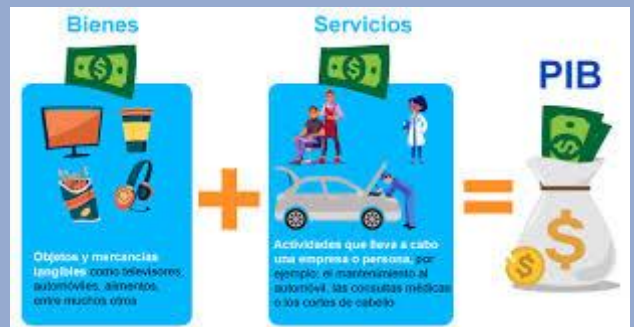 Bienes
Objetos y mercancías
tangibles como televisores,
automóviles, alimentos,
entre muchos otros
Servicios
Actividades que lleva a cabo
una empresa o persona, por
ejemplo: el mantenimiento al
automóvil, las consultas médicas
o los cortes de cabello
PIB